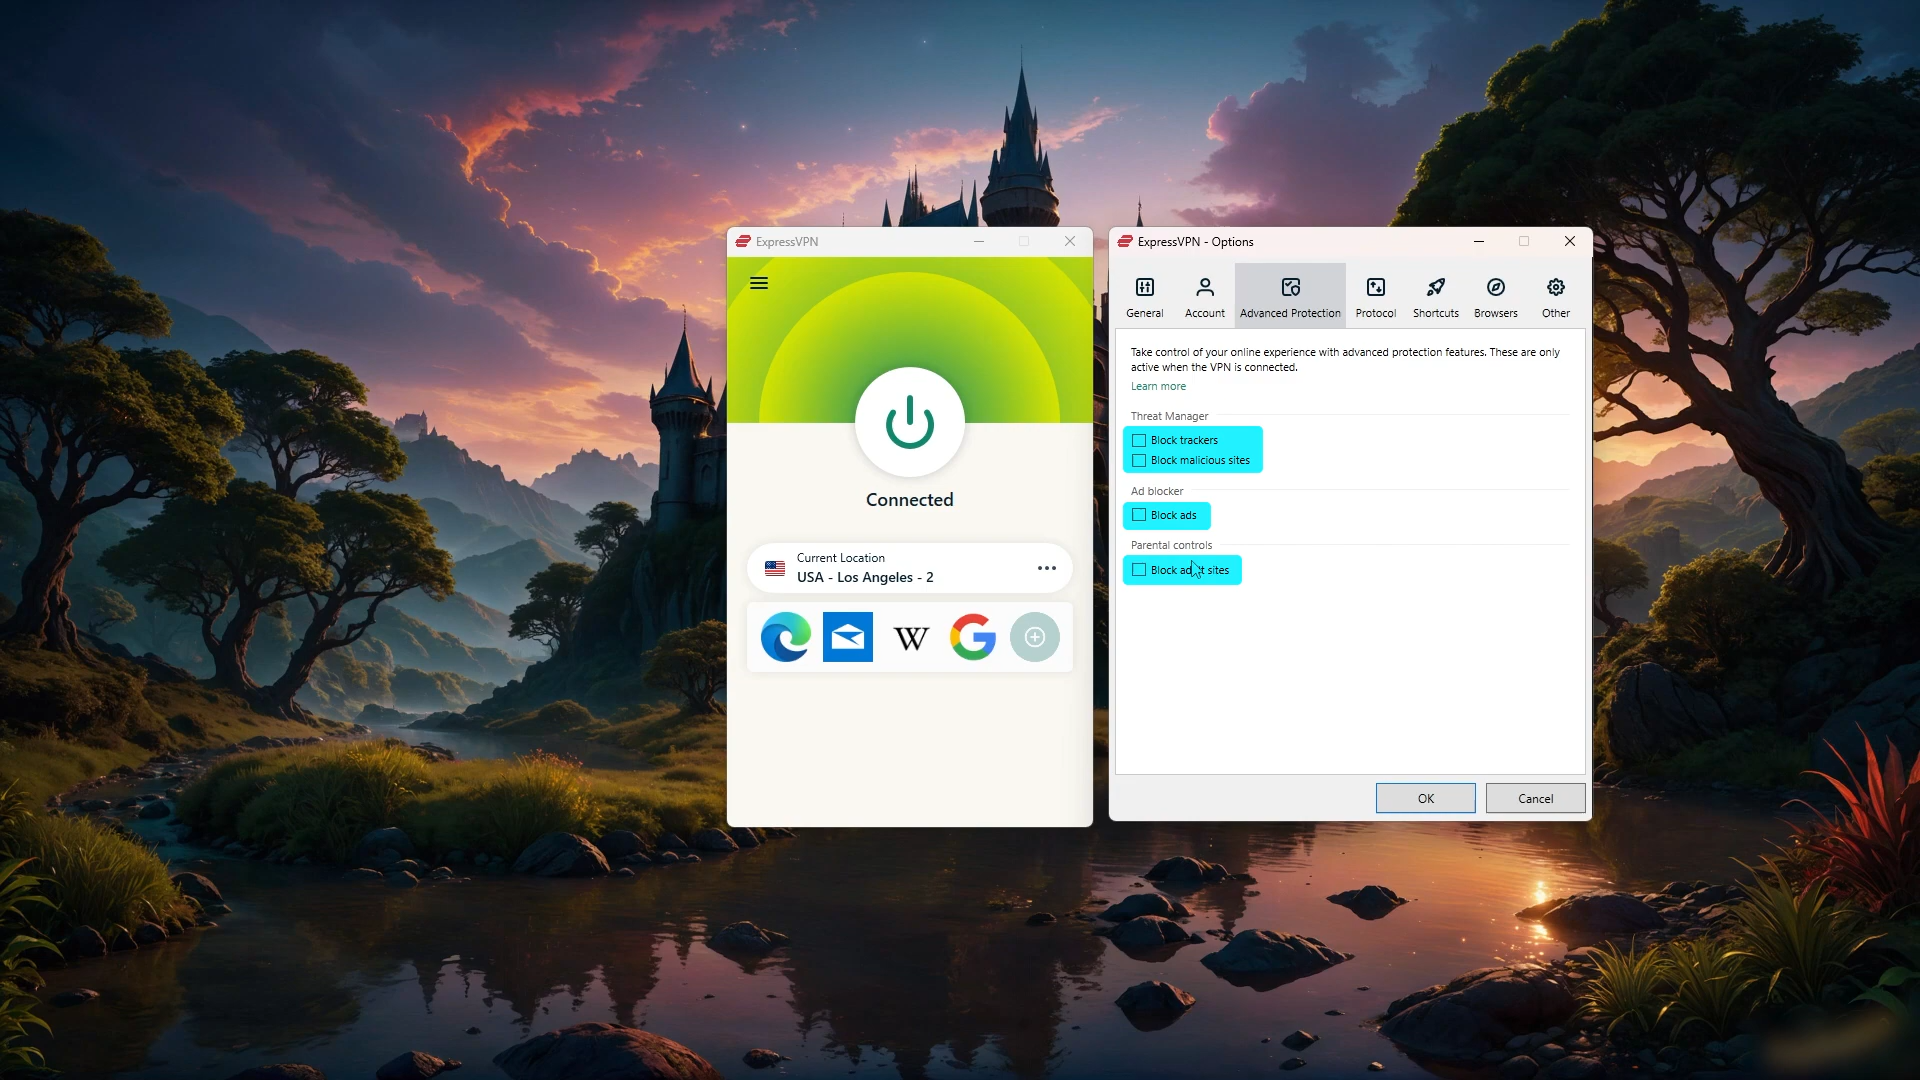 ExpressVPN
Connected
Current Location
USA - Los Angeles - 2
W
ExpressVPN - Options
General
Account
Advanced Protection
Protocol
Shortcuts
Browsers
Other
Take control of your online experience with advanced protection features. These are only
active when the VPN is connected.
Learn more
Threat Manager
Block trackers
Block malicious sites
Ad blocker
Block ads
Parental controls
Block adult sites
OK
Cancel